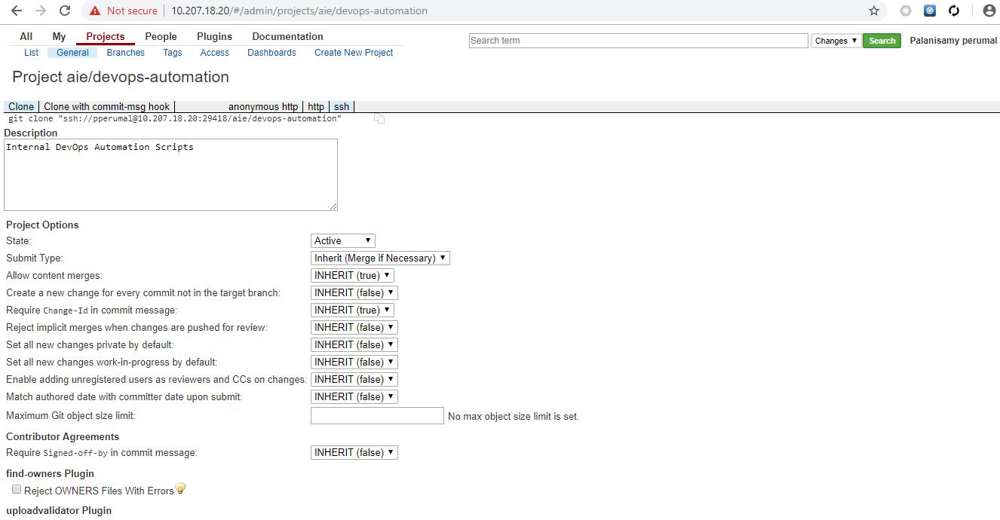 Not secure | 10.207.18.20/#/admin/projects/aie/devops-automation
All My Projects People Plugins Documentation
Search term Changes ▼ Search Palanisamy perumal
List General Branches Tags Access Dashboards Create New Project
Project aie/devops-automation
Clone Clone with commit-msg hook anonymous http http ssh
git clone "ssh://pperumal@10.207.18.20:29418/aie/devops-automation"
Description
Internal DevOps Automation Scripts
Project Options
State: Active ▼
Submit Type: Inherit (Merge if Necessary) ▼
Allow content merges: INHERIT (true) ▼
Create a new change for every commit not in the target branch: INHERIT (false) ▼
Require Change-Id in commit message: INHERIT (true) ▼
Reject implicit merges when changes are pushed for review: INHERIT (false) ▼
Set all new changes private by default: INHERIT (false) ▼
Set all new changes work-in-progress by default: INHERIT (false) ▼
Enable adding unregistered users as reviewers and CCs on changes: INHERIT (false) ▼
Match authored date with committer date upon submit: INHERIT (false) ▼
Maximum Git object size limit: No max object size limit is set.
Contributor Agreements
Require Signed-off-by in commit message: INHERIT (false) ▼
find-owners Plugin
Reject OWNERS Files With Errors
uploadvalidator Plugin